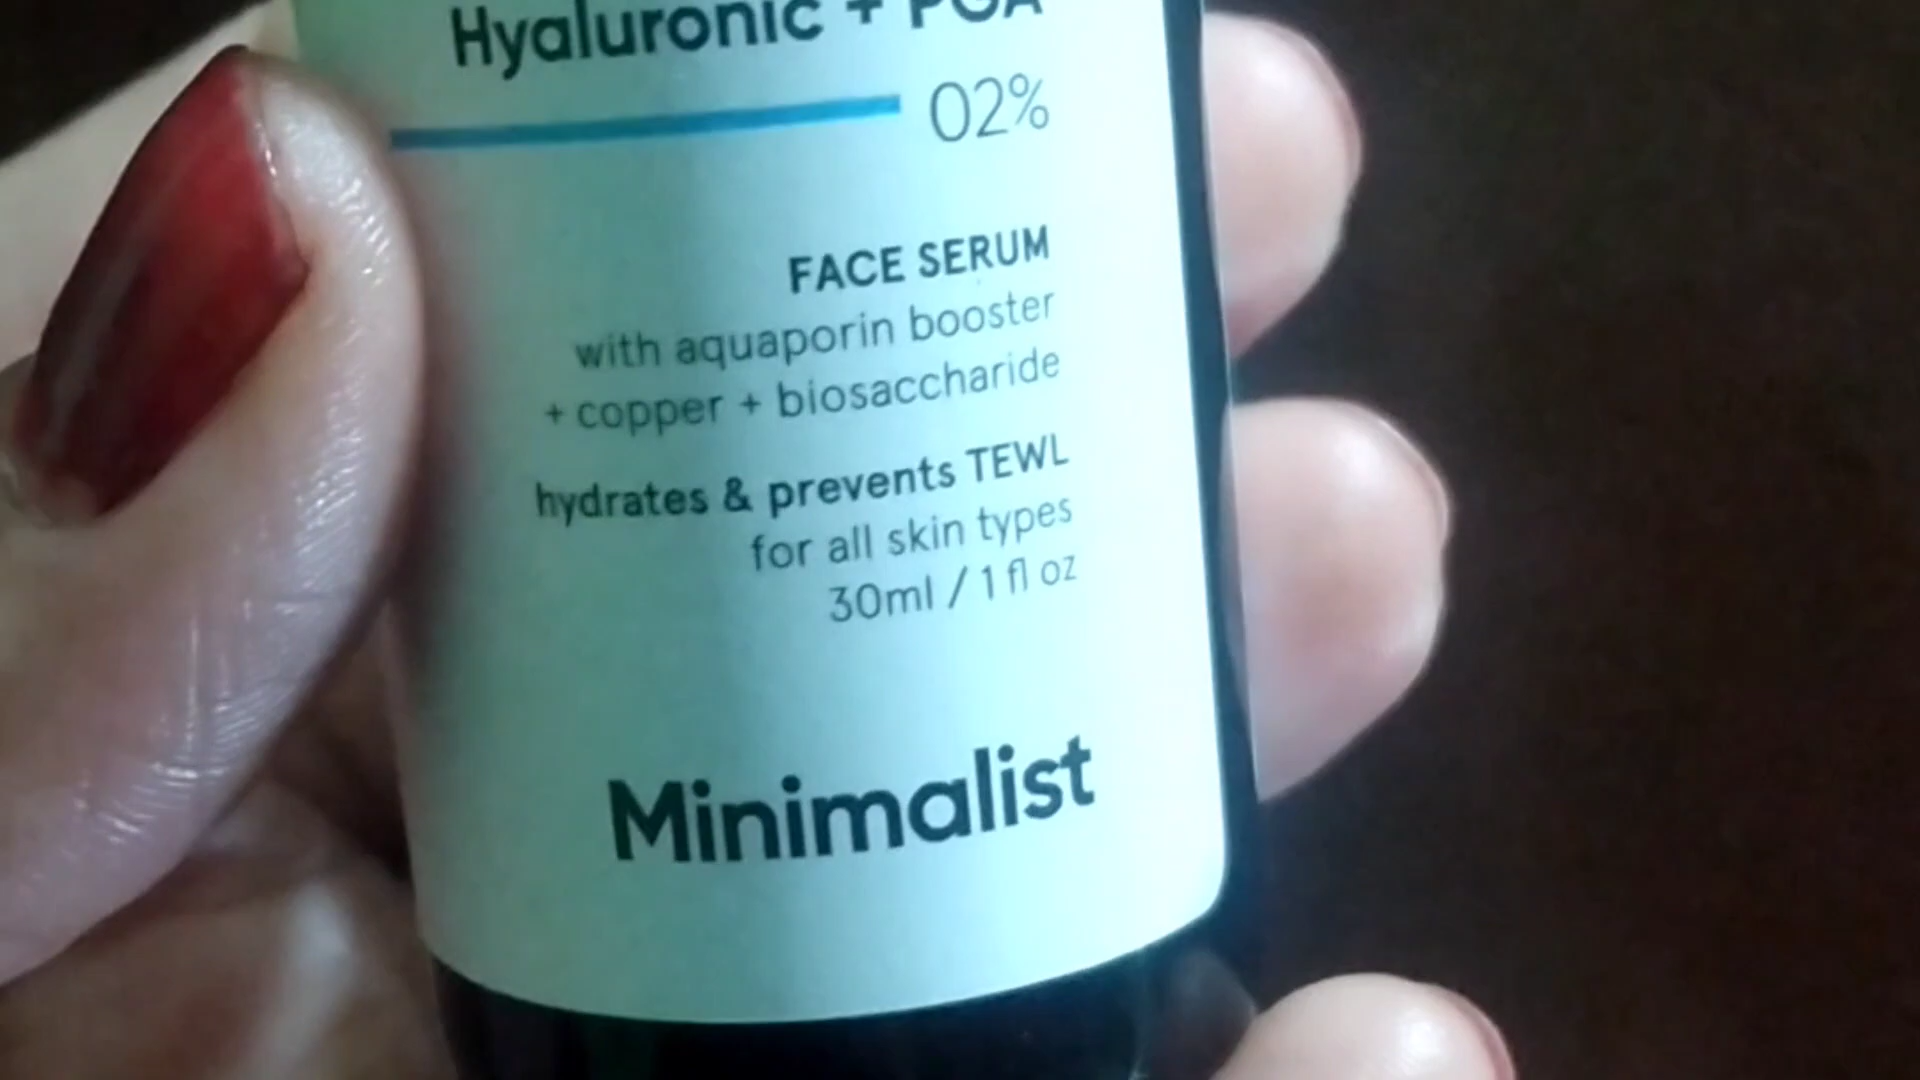 Hyaluronic + PGA
02%
FACE SERUM
with aquaporin booster
+ copper + biosaccharide
hydrates & prevents TEWL
for all skin types
30ml / 1 fl oz
Minimalist